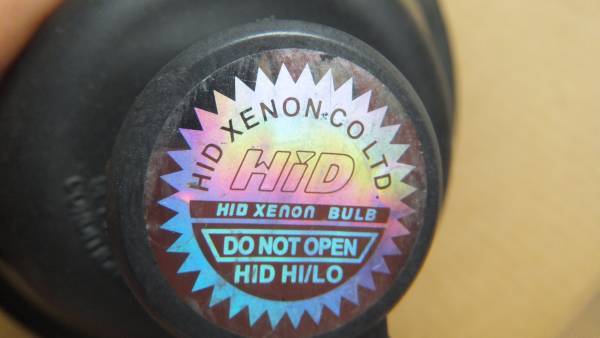 HID XENON.CO LTD
HiD
HID XENON BULB
DO NOT OPEN
HID HI/LO